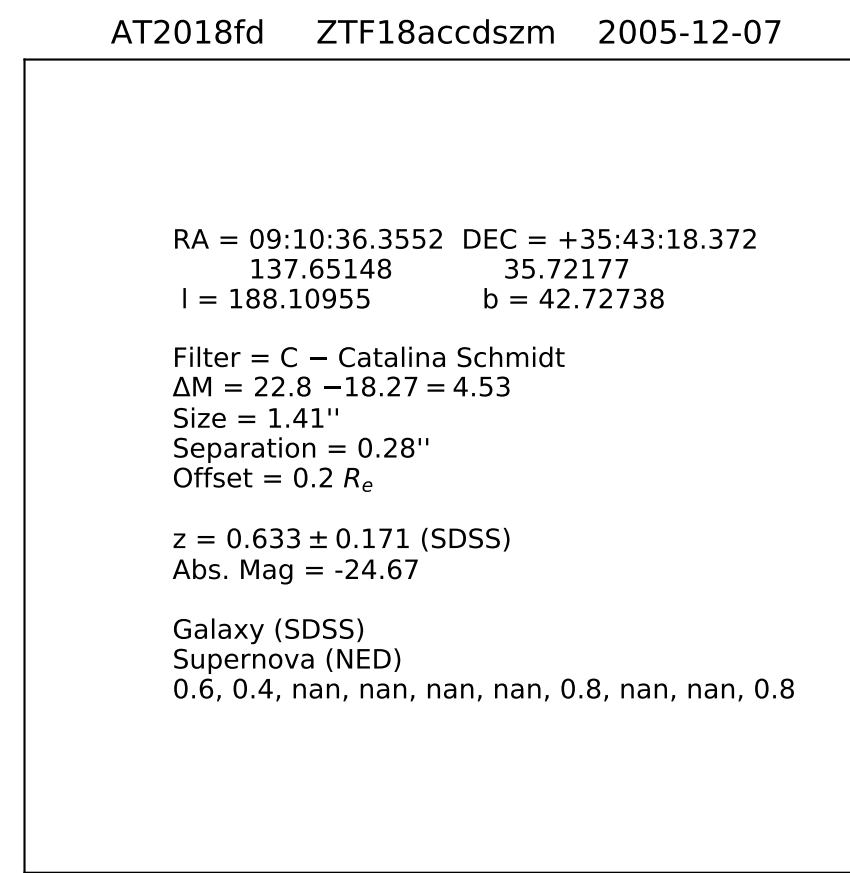 AT2018fd ZTF18accdszm 2005-12-07
RA = 09:10:36.3552 DEC = +35:43:18.372
137.65148 35.72177
l = 188.10955 b = 42.72738
Filter = C − Catalina Schmidt
ΔM = 22.8 −18.27 = 4.53
Size = 1.41''
Separation = 0.28''
Offset = 0.2 Rₑ
z = 0.633 ± 0.171 (SDSS)
Abs. Mag = -24.67
Galaxy (SDSS)
Supernova (NED)
0.6, 0.4, nan, nan, nan, nan, 0.8, nan, nan, 0.8